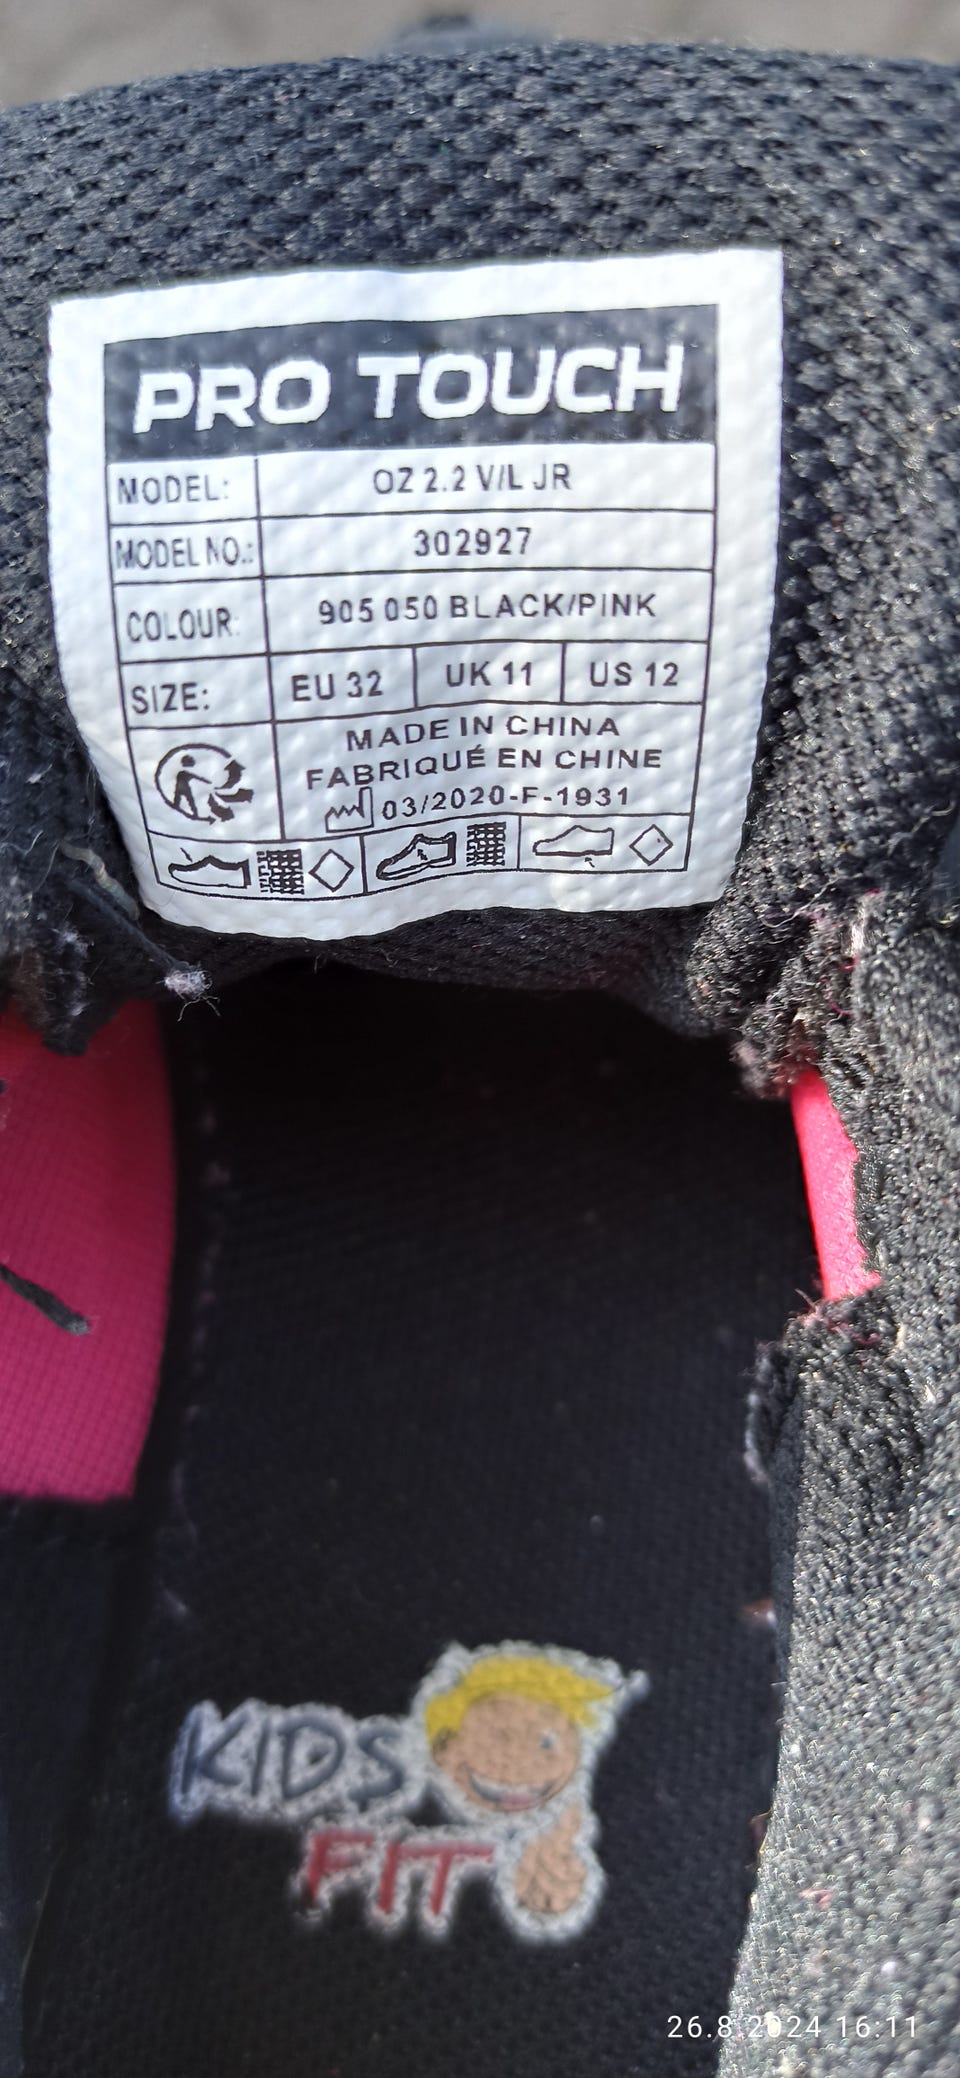 PRO TOUCH
MODEL: OZ 2.2 V/L JR
MODEL NO.: 302927
COLOUR: 905 050 BLACK/PINK
SIZE: EU 32 UK 11 US 12
MADE IN CHINA
FABRIQUÉ EN CHINE
03/2020-F-1931
KIDS
FIT
26.8.2024 16:11